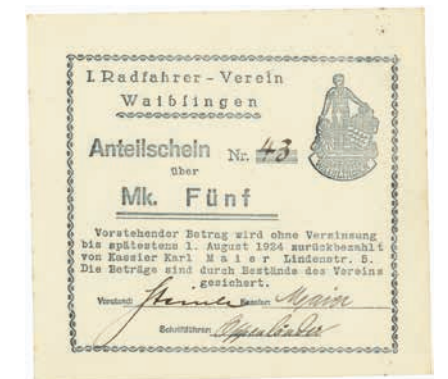 I. Radfahrer-Verein
Waiblingen
Anteilschein Nr. 43
über
Mk. Fünf
Vorstehender Betrag wird ohne Verzinsung
bis spätestens 1. August 1924 zurückbezahlt
von Kassier Karl Maier Lindenstr. 5.
Die Beträge sind durch Bestände des Vereins
gesichert.
Vorstand: Kassier: Maier
Schriftführer: Oppenländer